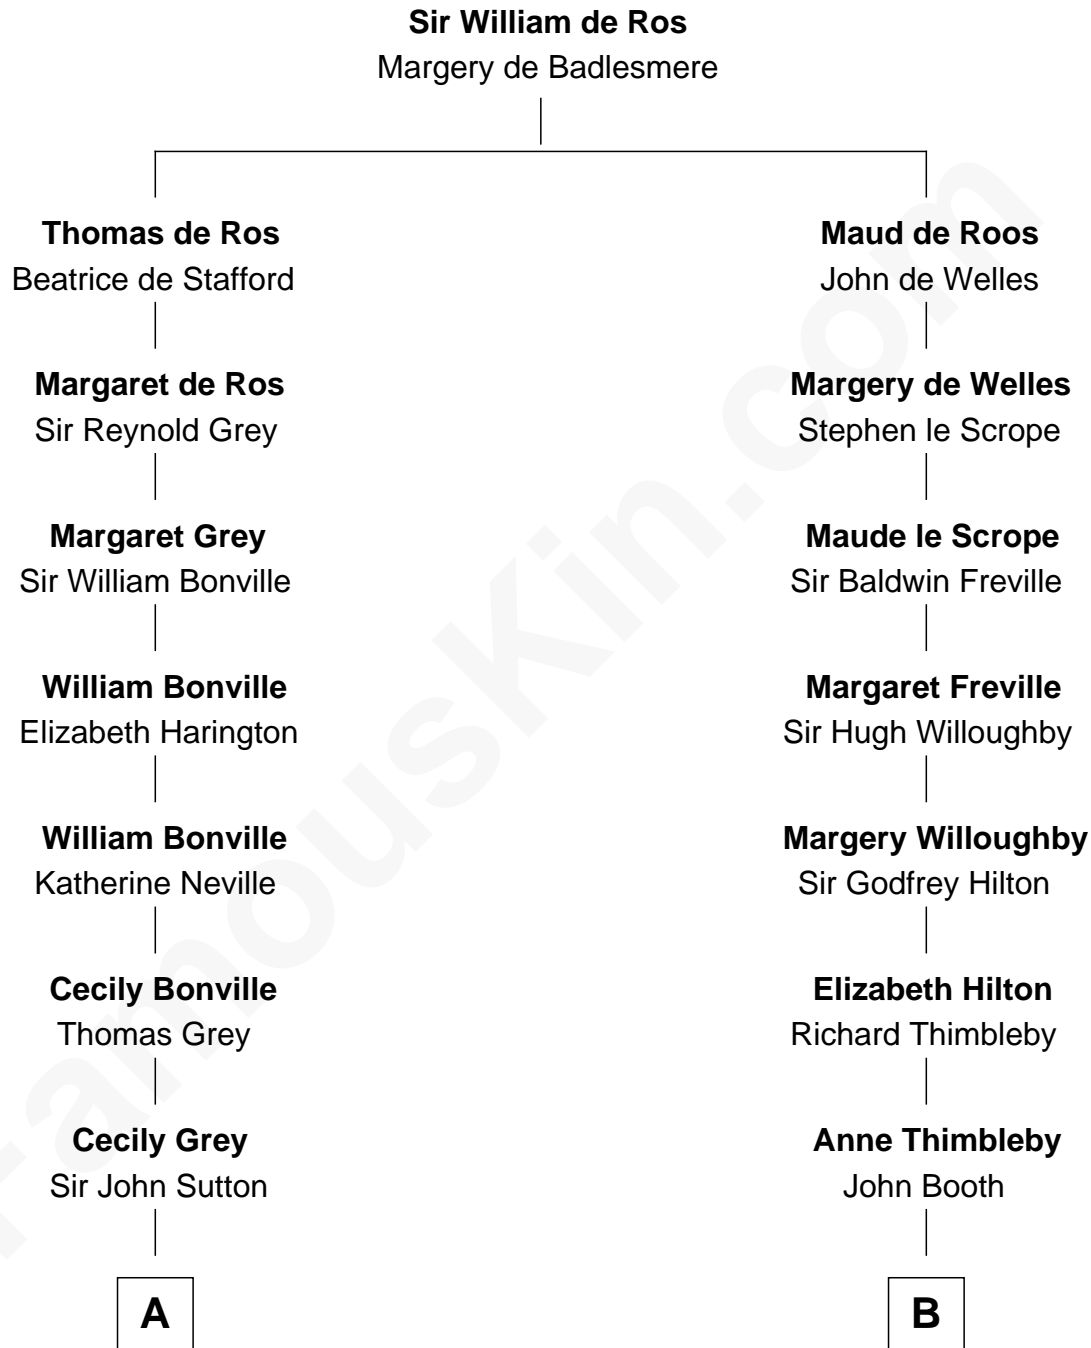 Sir William de Ros
Margery de Badlesmere
Thomas de Ros
Beatrice de Stafford
Margaret de Ros
Sir Reynold Grey
Margaret Grey
Sir William Bonville
William Bonville
Elizabeth Harington
William Bonville
Katherine Neville
Cecily Bonville
Thomas Grey
Cecily Grey
Sir John Sutton
A
Maud de Roos
John de Welles
Margery de Welles
Stephen le Scrope
Maude le Scrope
Sir Baldwin Freville
Margaret Freville
Sir Hugh Willoughby
Margery Willoughby
Sir Godfrey Hilton
Elizabeth Hilton
Richard Thimbleby
Anne Thimbleby
John Booth
B
FamousKin.com